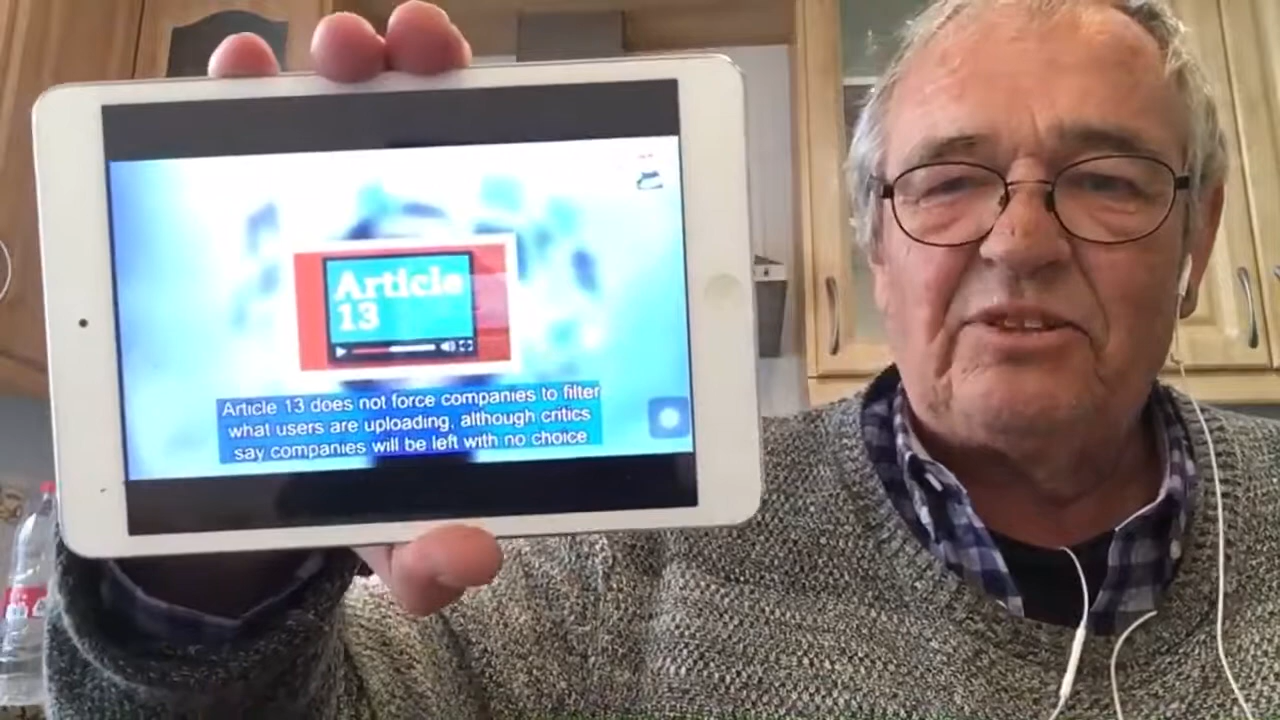 Article
13
Article 13 does not force companies to filter
what users are uploading, although critics
say companies will be left with no choice